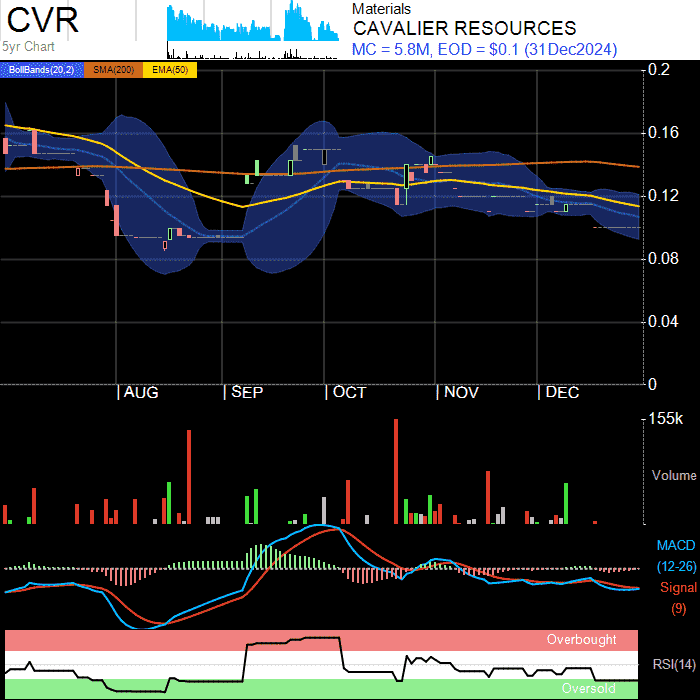 CVR
5yr Chart
Materials
CAVALIER RESOURCES
MC = 5.8M, EOD = $0.1 (31Dec2024)
BollBands(20,2) SMA(200) EMA(50)
0.2
0.16
0.12
0.08
0.04
0
AUG SEP OCT NOV DEC
155k
Volume
MACD
(12-26)
Signal
(9)
Overbought
RSI(14)
Oversold